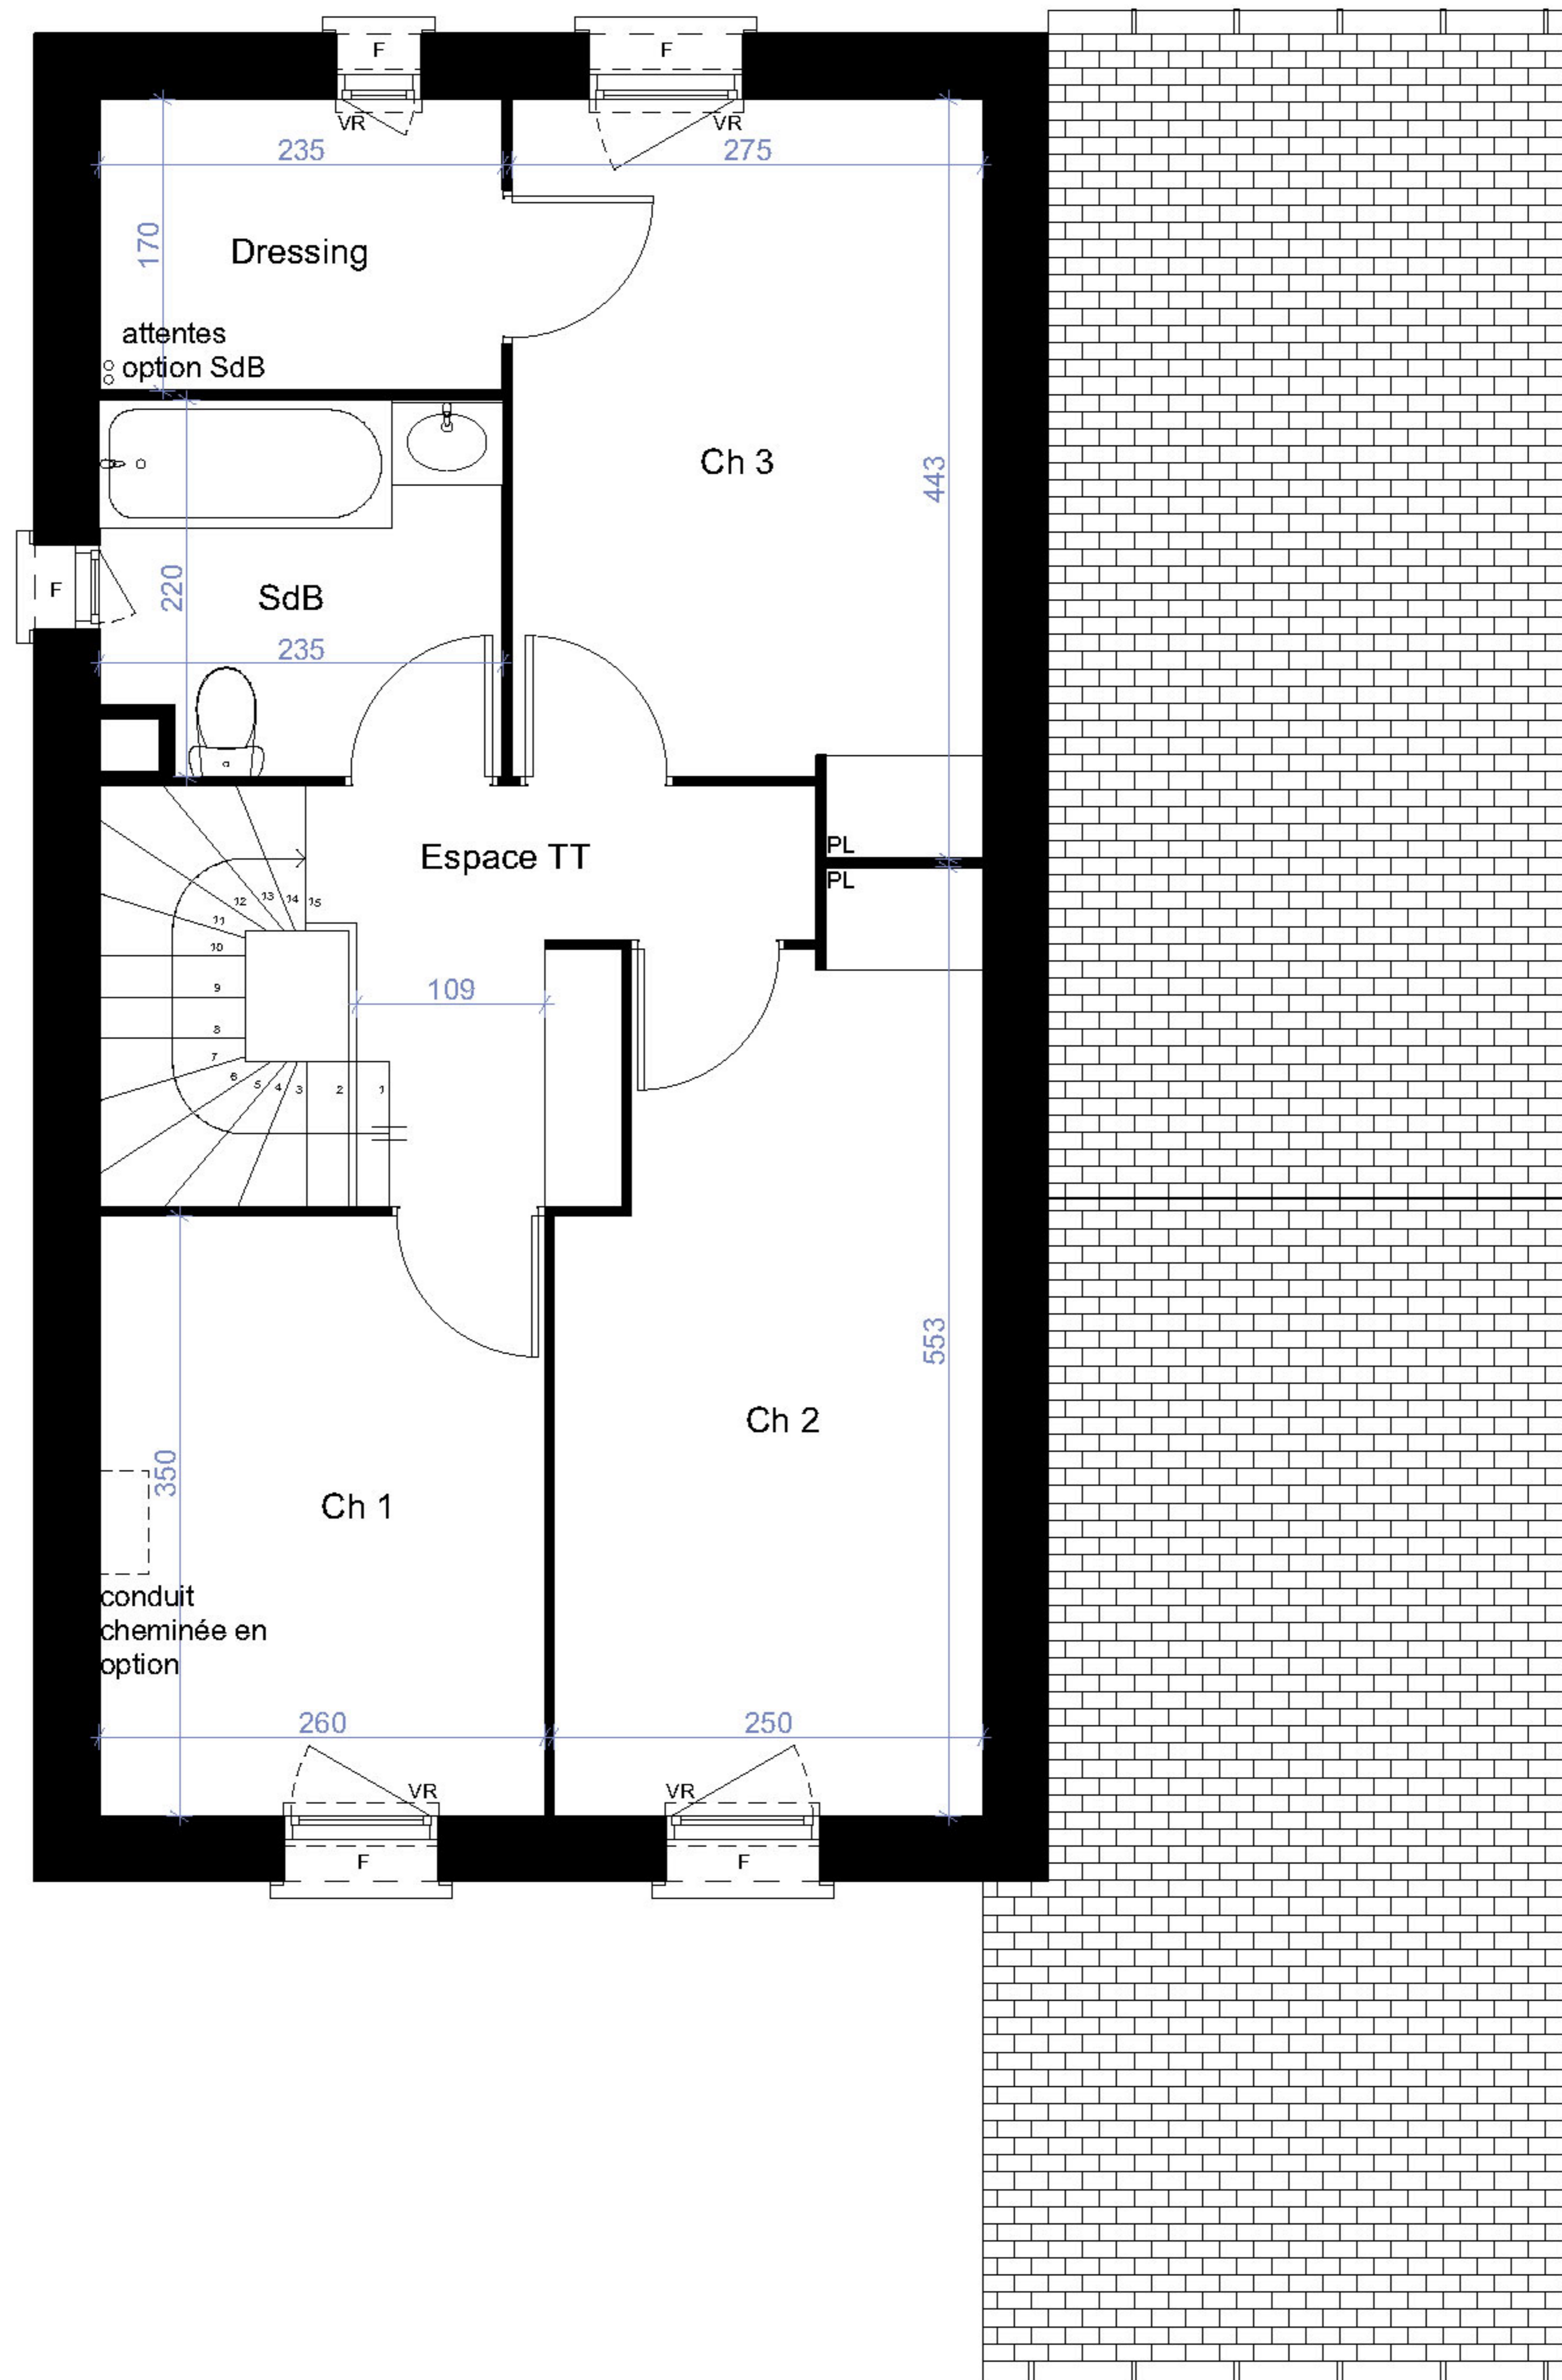 F
F
VR
VR
235
275
170
Dressing
attentes
option SdB
Ch 3
443
F
220
SdB
235
PL
Espace TT
PL
15
14
13
12
11
10
9
8
7
6
5
4
3
2
1
109
553
Ch 2
350
Ch 1
conduit
cheminée en
option
260
250
VR
VR
F
F